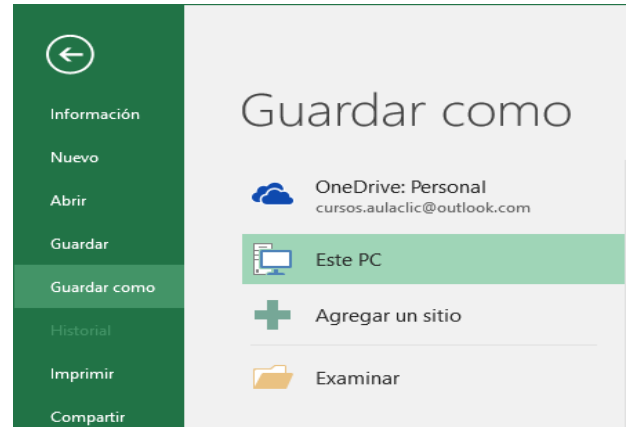 Información
Nuevo
Abrir
Guardar
Guardar como
Historial
Imprimir
Compartir
Guardar como
OneDrive: Personal
cursos.aulaclic@outlook.com
Este PC
Agregar un sitio
Examinar